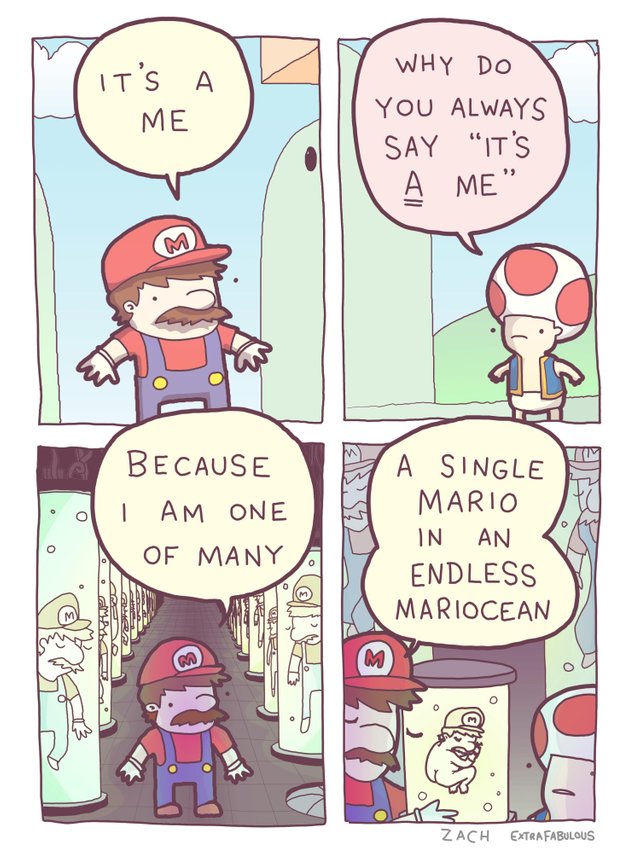 IT'S A
ME
WHY DO
YOU ALWAYS
SAY "IT'S
A ME"
M
BECAUSE
I AM ONE
OF MANY
M
M
M
A SINGLE
MARIO
IN AN
ENDLESS
MARIOCEAN
M
M
ZACH EXTRAFABULOUS